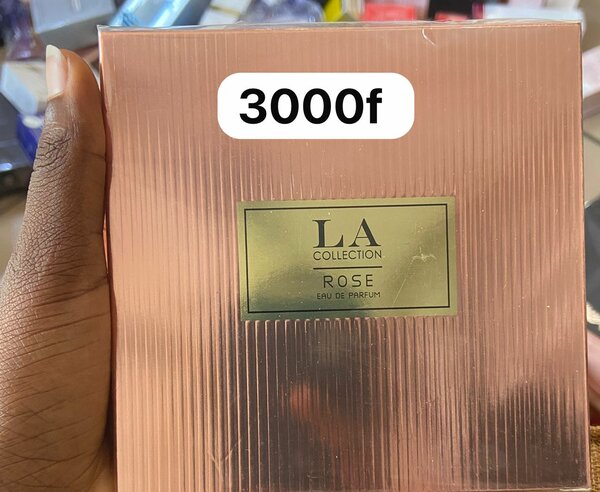 3000f
LA
COLLECTION
ROSE
EAU DE PARFUM